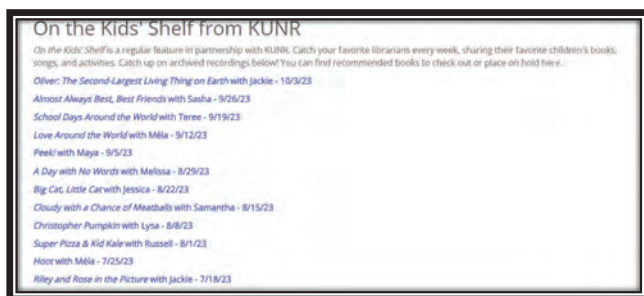 On the Kids' Shelf from KUNR
On the Kids' Shelf is a regular feature in partnership with KUNR. Catch your favorite librarians every week, sharing their favorite children's books,
songs, and activities. Catch up on archived recordings below! You can find recommended books to check out or place on hold here.
Oliver: The Second-Largest Living Thing on Earth with Jackie - 10/3/23
Almost Always Best, Best Friends with Sasha - 9/26/23
School Days Around the World with Teree - 9/19/23
Love Around the World with Méla - 9/12/23
Peek! with Maya - 9/5/23
A Day with No Words with Melissa - 8/29/23
Big Cat, Little Cat with Jessica - 8/22/23
Cloudy with a Chance of Meatballs with Samantha - 8/15/23
Christopher Pumpkin with Lysa - 8/8/23
Super Pizza & Kid Kale with Russell - 8/1/23
Hoot with Méla - 7/25/23
Riley and Rose in the Picture with Jackie - 7/18/23